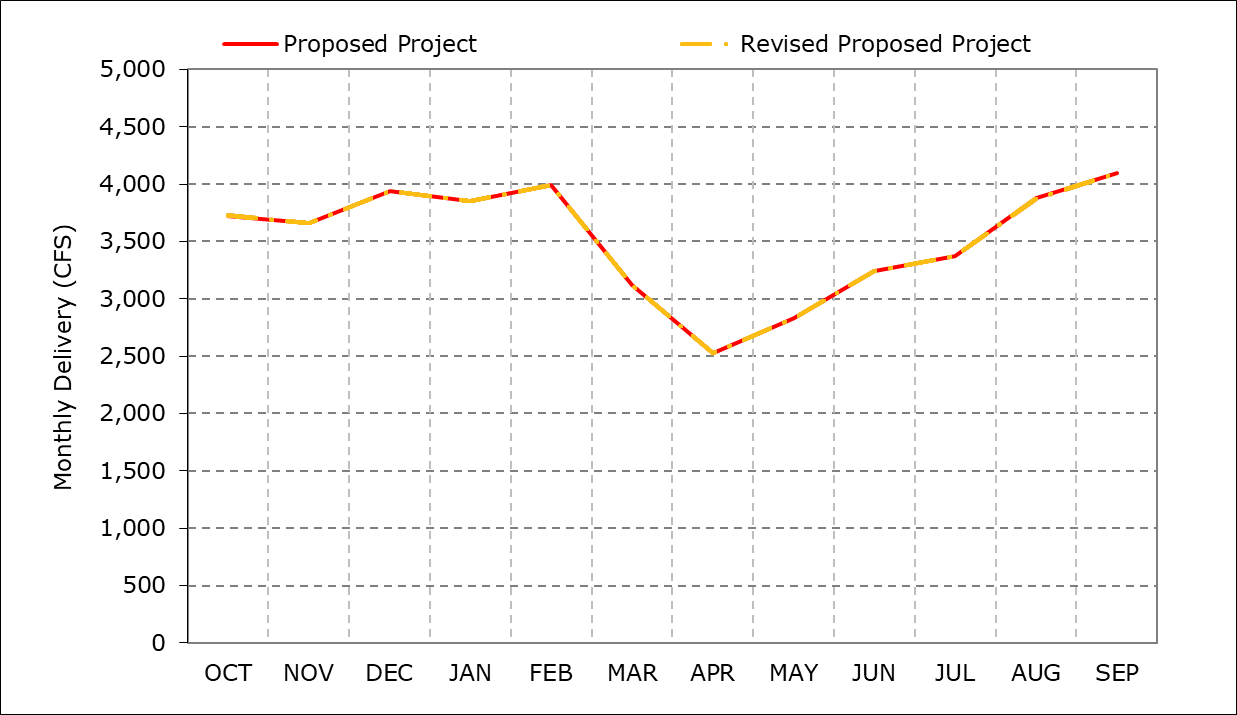 Proposed Project
Revised Proposed Project
5,000
4,500
4,000
3,500
3,000
2,500
2,000
1,500
1,000
500
0
Monthly Delivery (CFS)
OCT NOV DEC JAN FEB MAR APR MAY JUN JUL AUG SEP